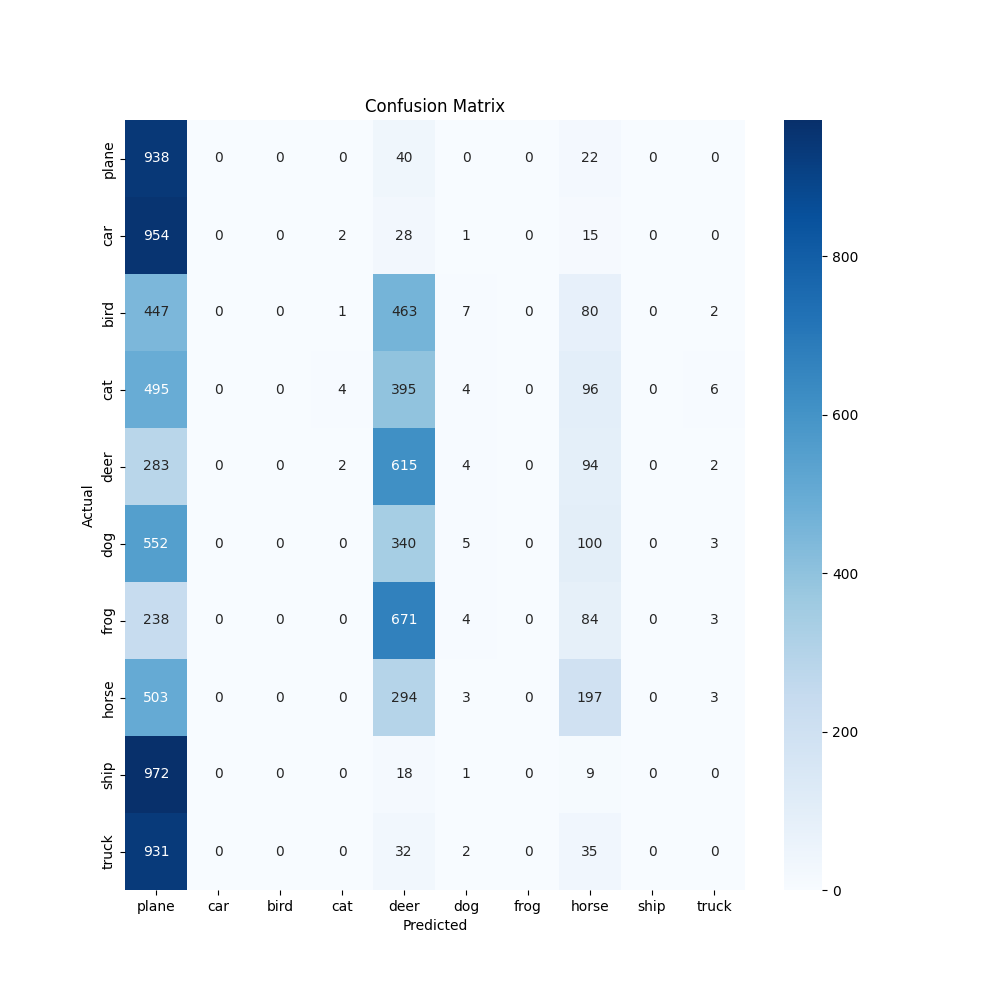 Confusion Matrix
plane 938 0 0 0 40 0 0 22 0 0
car 954 0 0 2 28 1 0 15 0 0
bird 447 0 0 1 463 7 0 80 0 2
cat 495 0 0 4 395 4 0 96 0 6
deer 283 0 0 2 615 4 0 94 0 2
dog 552 0 0 0 340 5 0 100 0 3
frog 238 0 0 0 671 4 0 84 0 3
horse 503 0 0 0 294 3 0 197 0 3
ship 972 0 0 0 18 1 0 9 0 0
truck 931 0 0 0 32 2 0 35 0 0
plane car bird cat deer dog frog horse ship truck
Predicted
Actual
800
600
400
200
0